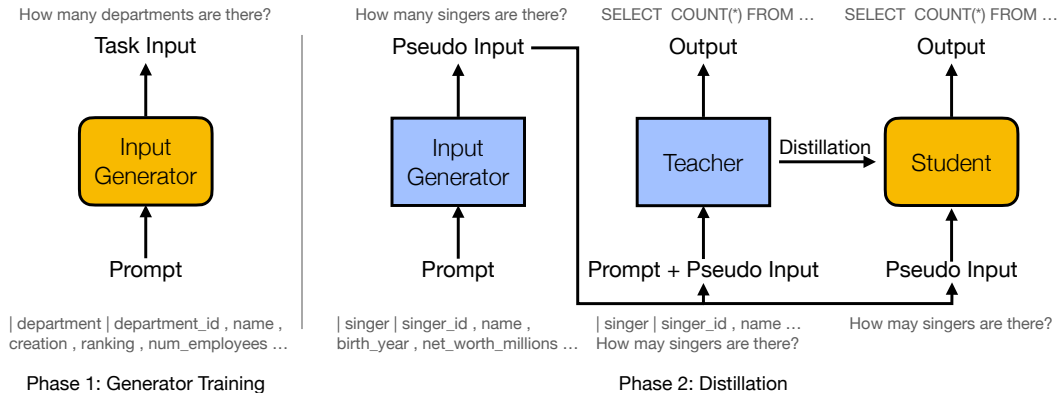 How many departments are there?
Task Input
Input
Generator
Prompt
| department | department_id , name ,
creation , ranking , num_employees ...
Phase 1: Generator Training
How many singers are there?
Pseudo Input
Input
Generator
Prompt
| singer | singer_id , name ,
birth_year , net_worth_millions ...
SELECT COUNT(*) FROM ...
Output
Teacher
Prompt + Pseudo Input
| singer | singer_id , name ...
How may singers are there?
Distillation
SELECT COUNT(*) FROM ...
Output
Student
Pseudo Input
How may singers are there?
Phase 2: Distillation